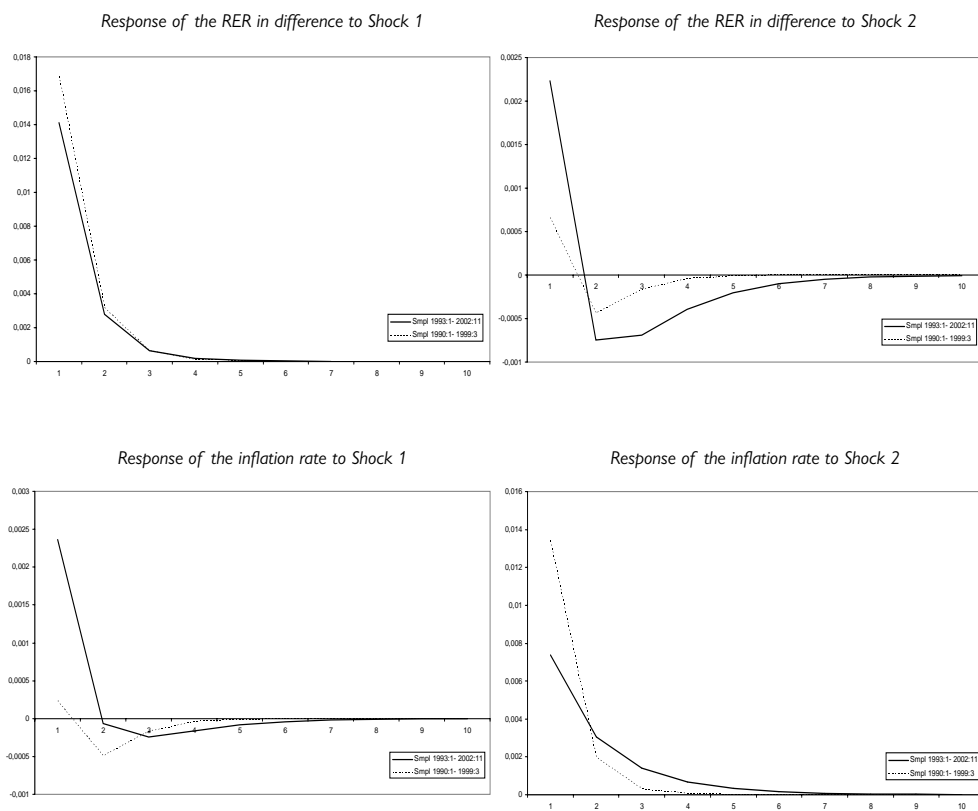 Response of the RER in difference to Shock 1
0,018
0,016
0,014
0,012
0,01
0,008
0,006
0,004
0,002
0
1 2 3 4 5 6 7 8 9 10
Smpl 1993:1- 2002:11
Smpl 1990:1- 1999:3
Response of the RER in difference to Shock 2
0,0025
0,002
0,0015
0,001
0,0005
0
-0,0005
-0,001
1 2 3 4 5 6 7 8 9 10
Smpl 1993:1- 2002:11
Smpl 1990:1- 1999:3
Response of the inflation rate to Shock 1
0,003
0,0025
0,002
0,0015
0,001
0,0005
0
-0,0005
-0,001
1 2 3 4 5 6 7 8 9 10
Smpl 1993:1- 2002:11
Smpl 1990:1- 1999:3
Response of the inflation rate to Shock 2
0,016
0,014
0,012
0,01
0,008
0,006
0,004
0,002
0
1 2 3 4 5 6 7 8 9 10
Smpl 1993:1- 2002:11
Smpl 1990:1- 1999:3